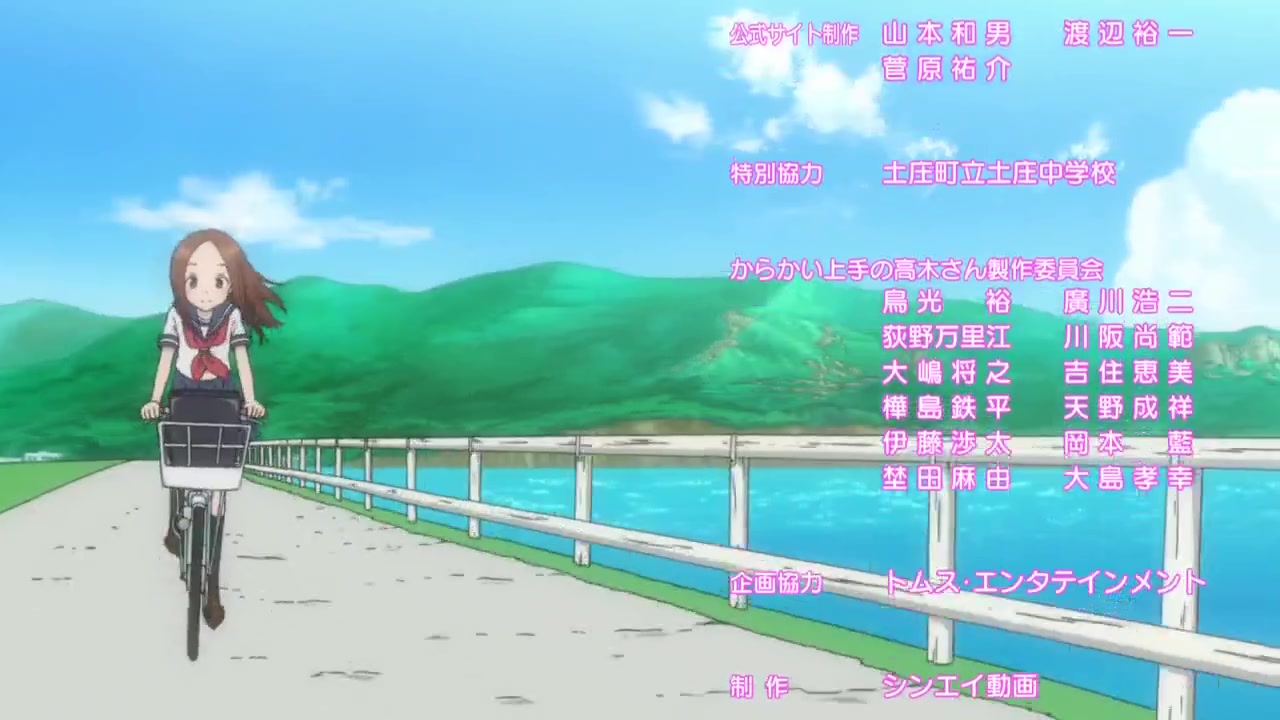 公式サイト制作 山本和男 渡辺裕一
菅原祐介
特別協力 土庄町立土庄中学校
からかい上手の高木さん製作委員会
鳥光 裕 廣川浩二
荻野万里江 川阪尚範
大嶋将之 吉住恵美
樺島鉄平 天野成祥
伊藤渉太 岡本 藍
埜田麻由 大島孝幸
企画協力 トムス・エンタテインメント
制作 シンエイ動画